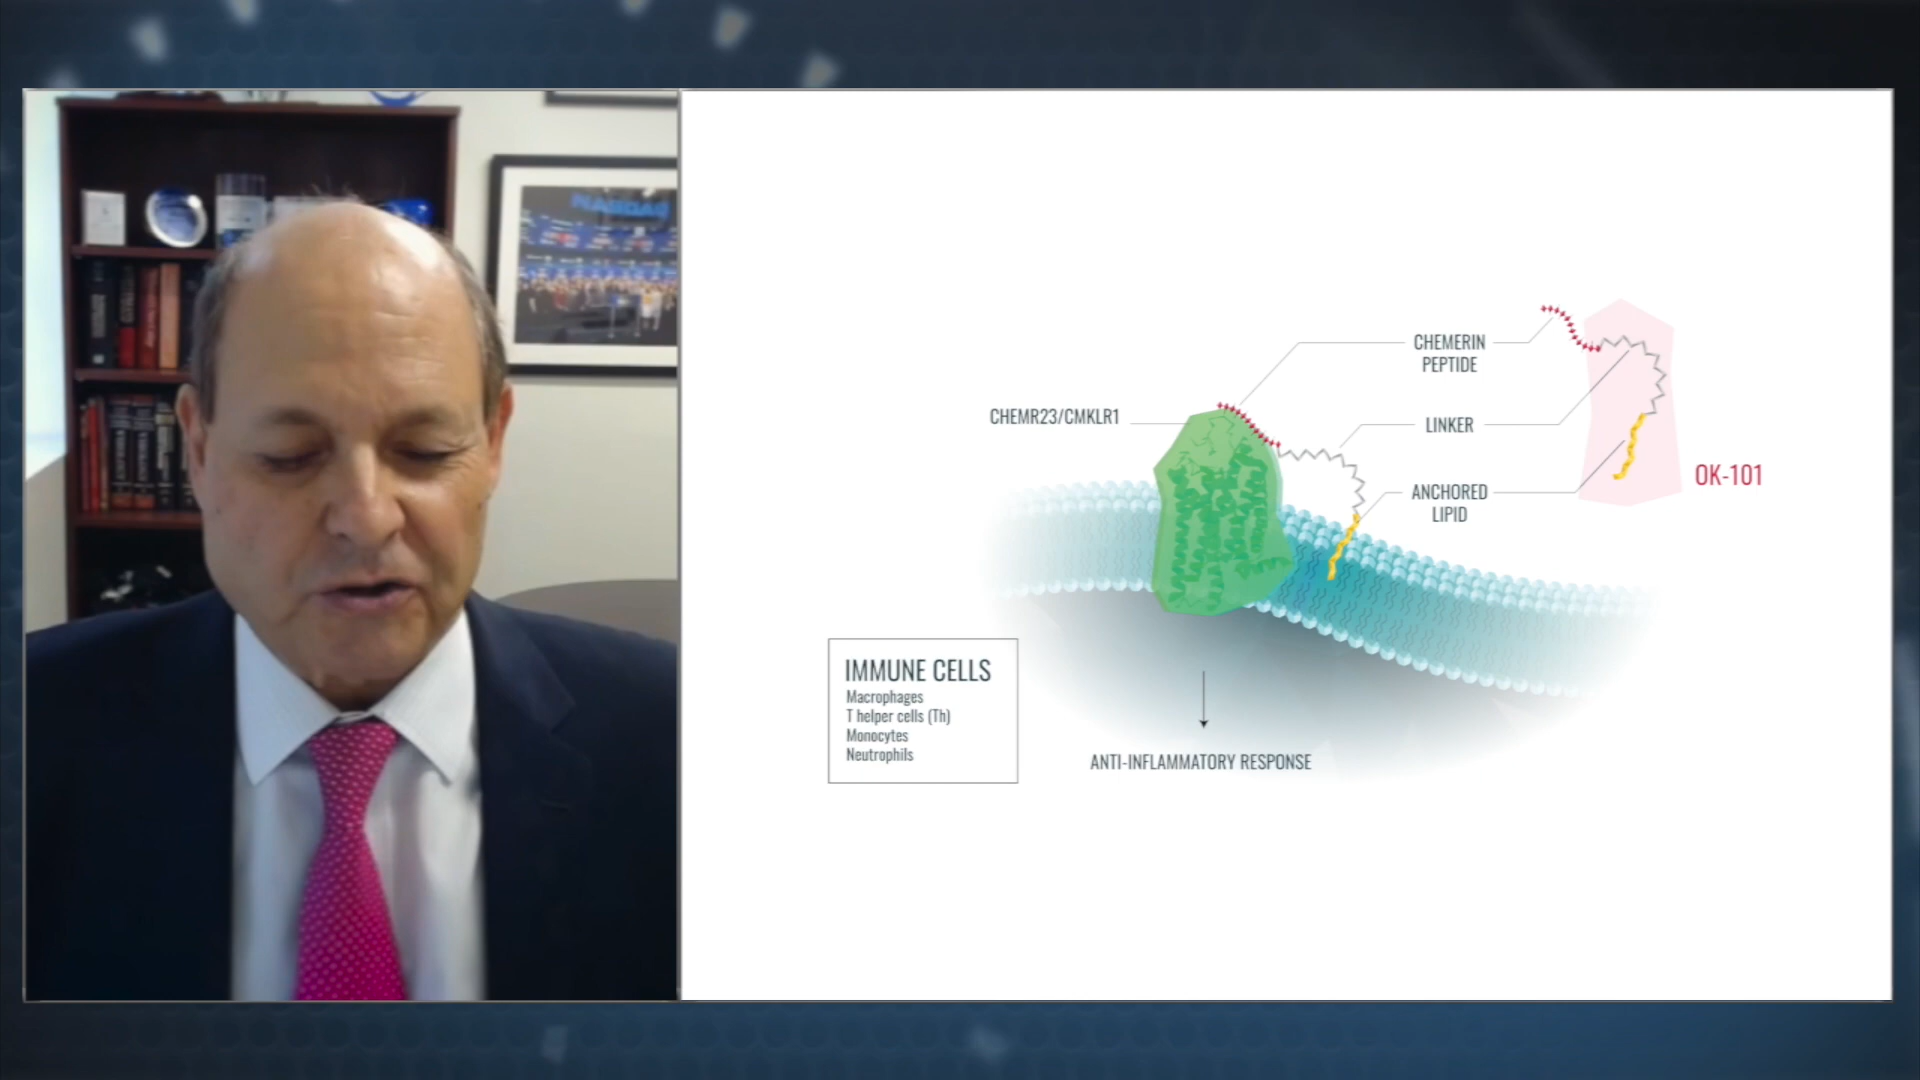 NASDAQ
CHEMERIN
PEPTIDE
CHEMR23/CMKLR1
LINKER
ANCHORED
LIPID
OK-101
IMMUNE CELLS
Macrophages
T helper cells (Th)
Monocytes
Neutrophils
ANTI-INFLAMMATORY RESPONSE